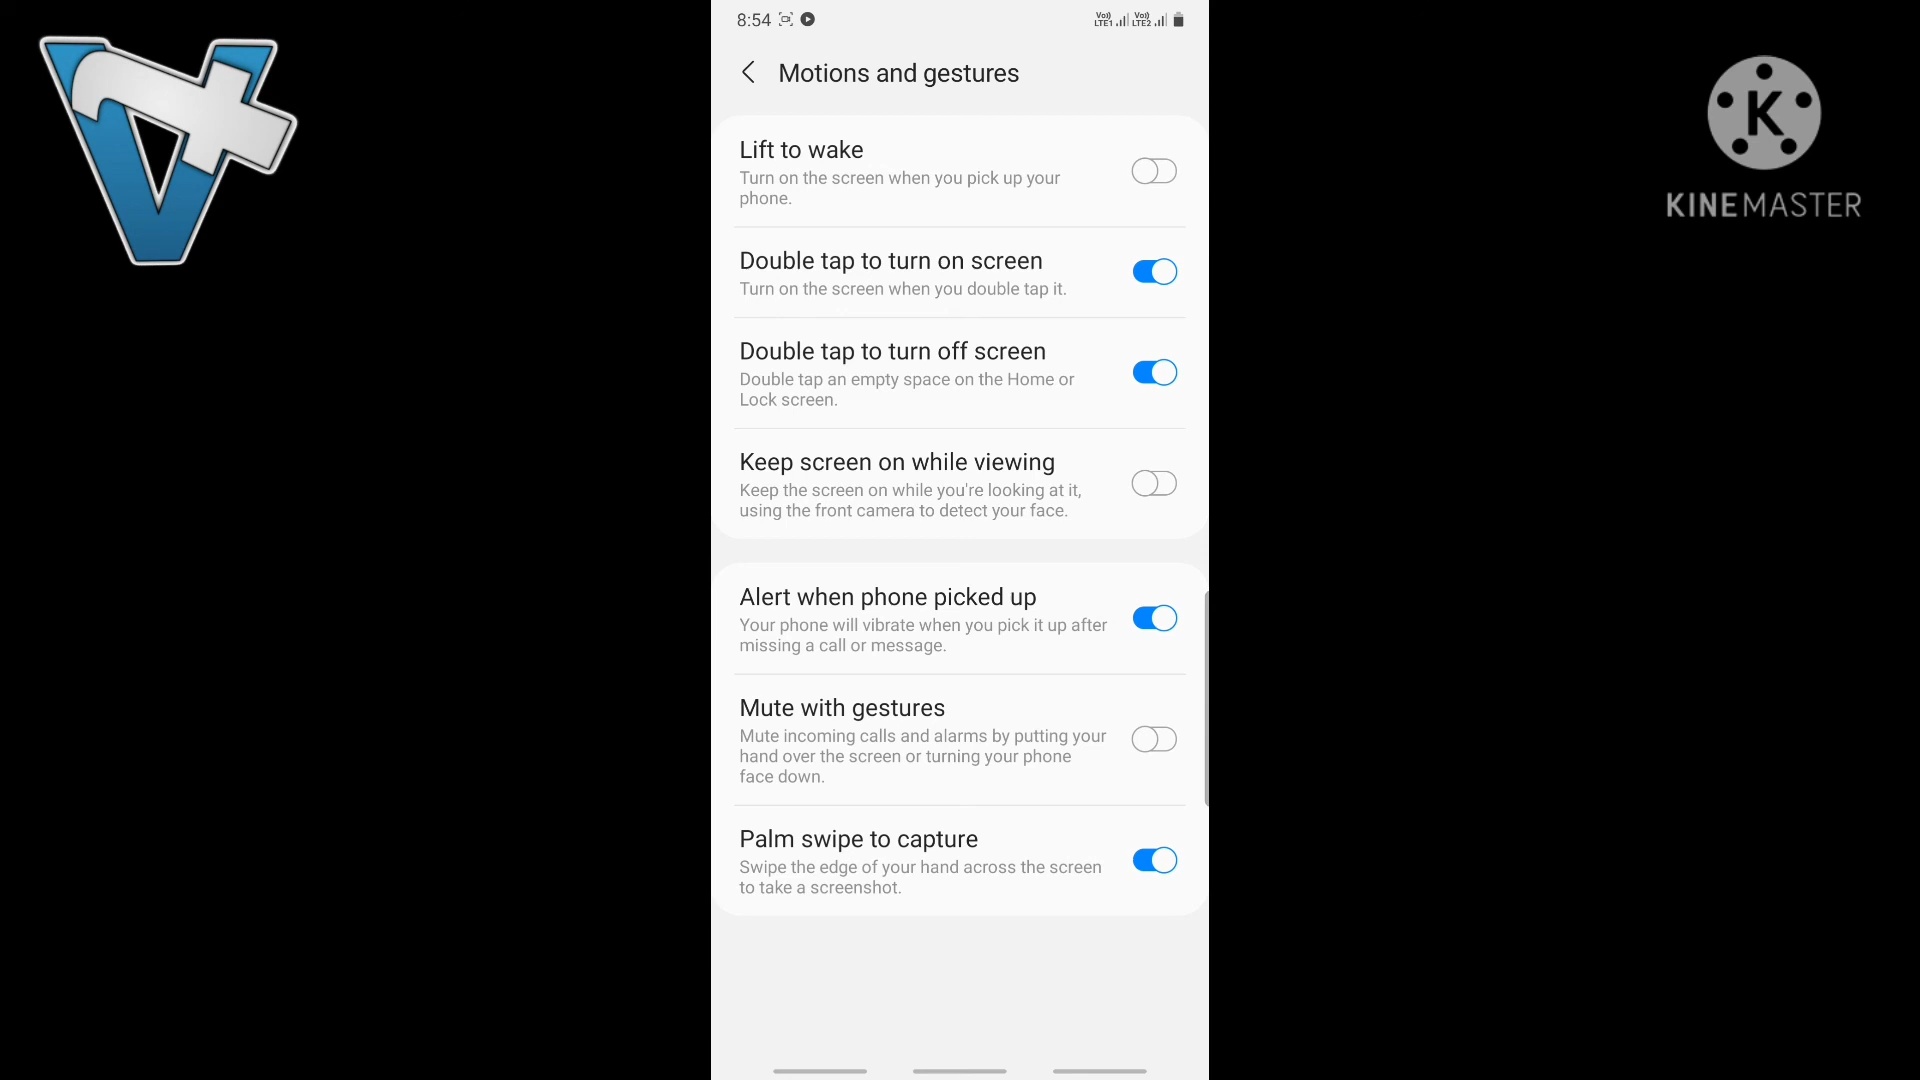 8:54
Vo)) LTE1 Vo)) LTE2
Motions and gestures
Lift to wake
Turn on the screen when you pick up your
phone.
Double tap to turn on screen
Turn on the screen when you double tap it.
Double tap to turn off screen
Double tap an empty space on the Home or
Lock screen.
Keep screen on while viewing
Keep the screen on while you're looking at it,
using the front camera to detect your face.
Alert when phone picked up
Your phone will vibrate when you pick it up after
missing a call or message.
Mute with gestures
Mute incoming calls and alarms by putting your
hand over the screen or turning your phone
face down.
Palm swipe to capture
Swipe the edge of your hand across the screen
to take a screenshot.
K
KINEMASTER